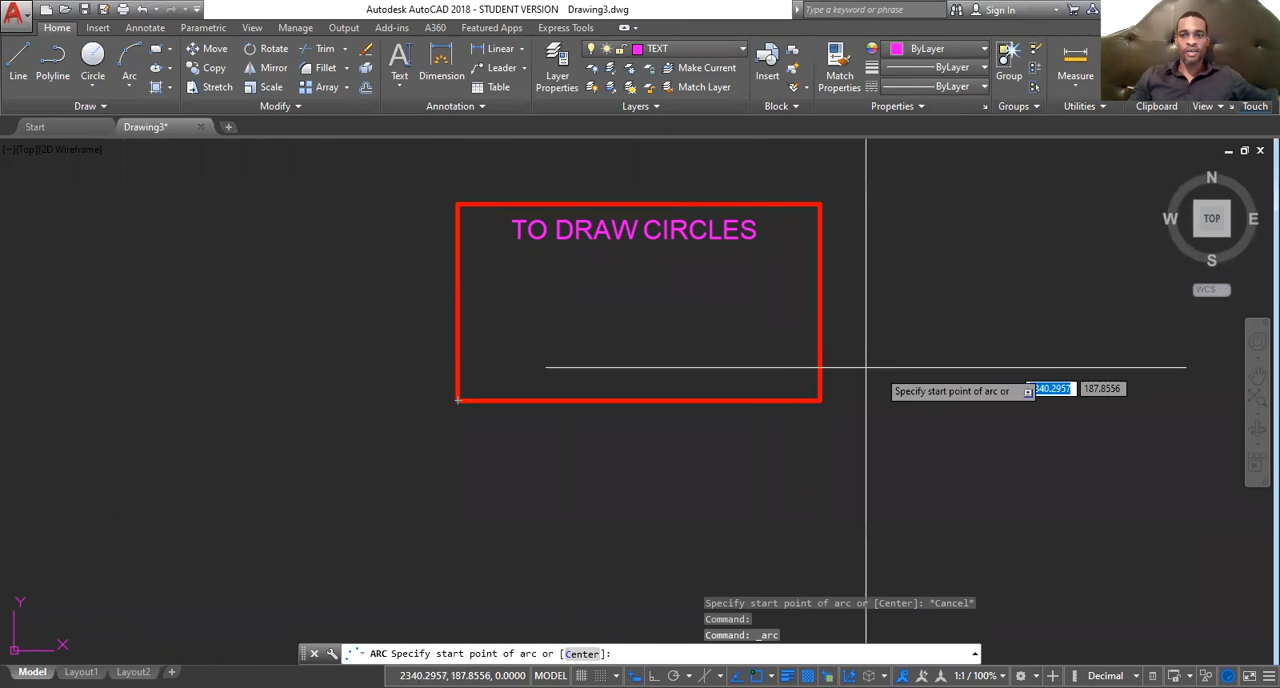 Autodesk AutoCAD 2018 - STUDENT VERSION Drawing3.dwg
Type a keyword or phrase
Sign In
Home Insert Annotate Parametric View Manage Output Add-ins A360 Express Tools Featured Apps
Line Polyline Circle Arc
Move Rotate Trim
Copy Mirror Fillet
Stretch Scale Array
Text Dimension
Linear
Leader
Table
Layer Properties
TEXT
Make Current
Match Layer
Insert
Match Properties
ByLayer
ByLayer
ByLayer
Group
Measure
Draw Modify Annotation Layers Block Properties Groups Utilities Clipboard View Touch
Start Drawing3*
[−][Top][2D Wireframe]
TO DRAW CIRCLES
N
W TOP E
S
WCS
Specify start point of arc or 340.2957 187.8556
Specify start point of arc or [Center]: *Cancel*
Command:
Command: _arc
ARC Specify start point of arc or [Center]:
Y
X
Model Layout1 Layout2
2340.2957, 187.8556, 0.0000 MODEL 1:1 / 100% Decimal